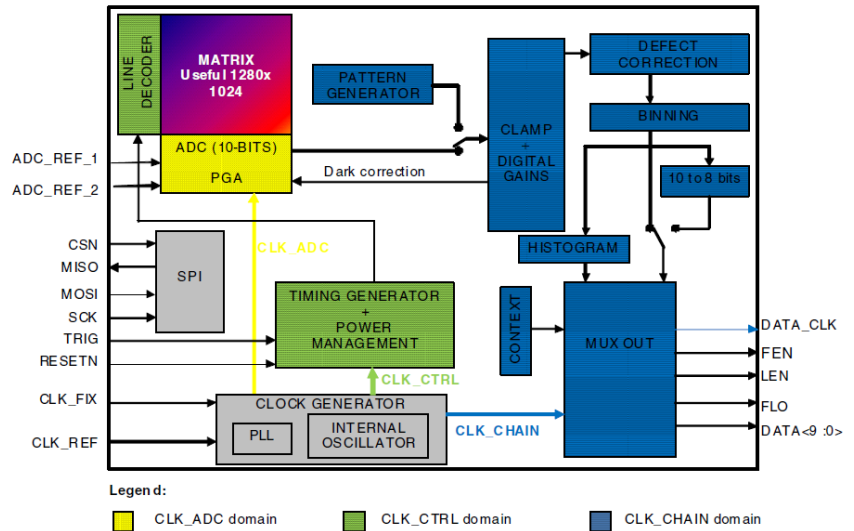 LINE
DECODER
MATRIX
Useful 1280x
1024
ADC (10-BITS)
PGA
PATTERN
GENERATOR
CLAMP
+
DIGITAL
GAINS
DEFECT
CORRECTION
BINNING
10 to 8 bits
HISTOGRAM
ADC_REF_1
ADC_REF_2
Dark correction
CLK_ADC
CSN
MISO
MOSI
SCK
TRIG
RESETN
CLK_FIX
CLK_REF
SPI
TIMING GENERATOR
+
POWER
MANAGEMENT
CLK_CTRL
CLOCK GENERATOR
PLL
INTERNAL
OSCILLATOR
CLK_CHAIN
CONTEXT
MUX OUT
DATA_CLK
FEN
LEN
FLO
DATA<9 :0>
Legend:
CLK_ADC domain
CLK_CTRL domain
CLK_CHAIN domain